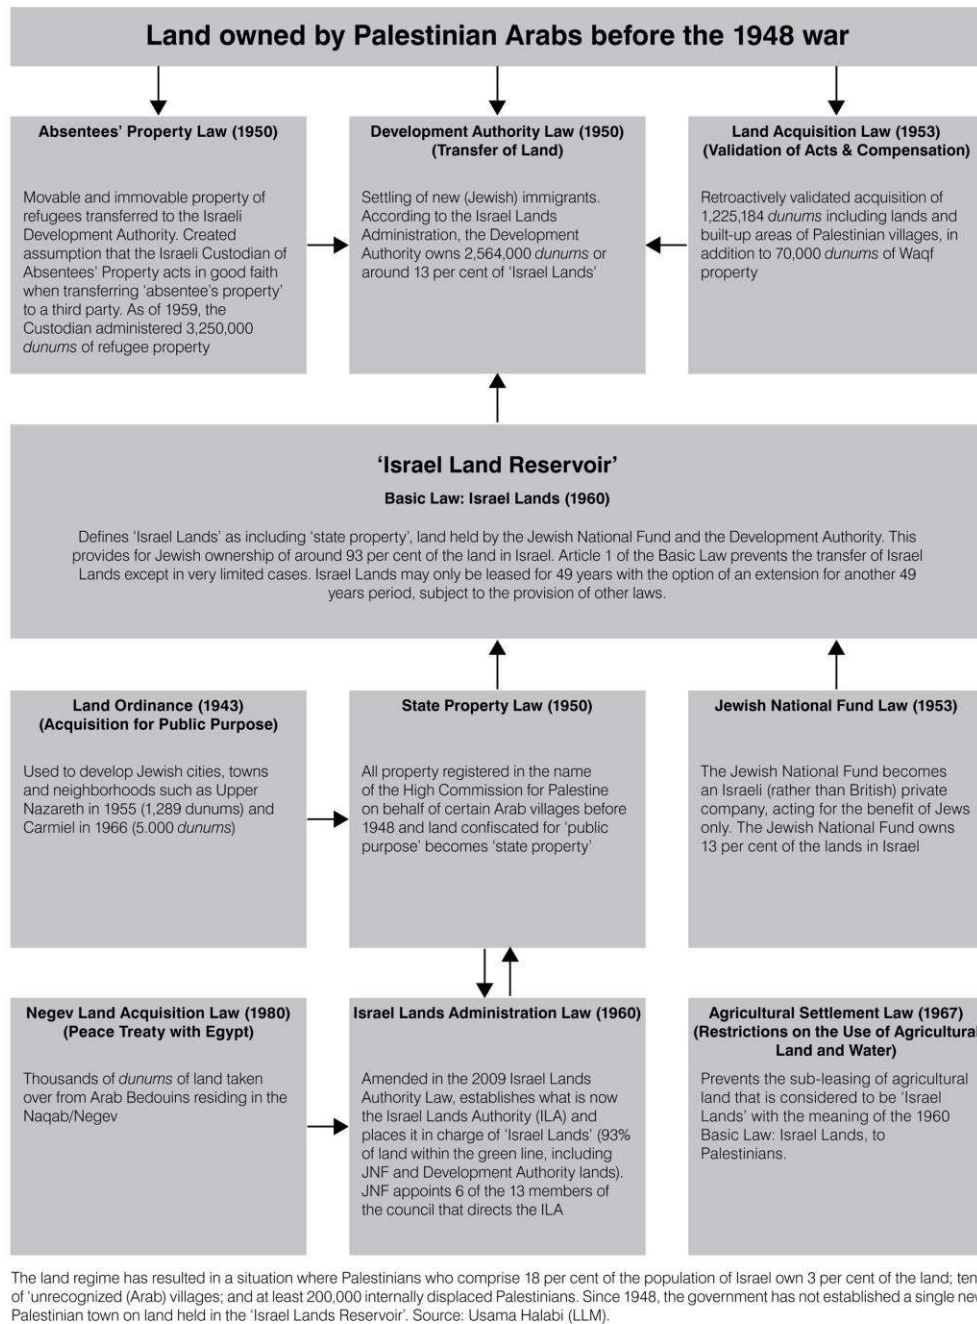 Land owned by Palestinian Arabs before the 1948 war
Absentees' Property Law (1950)
Movable and immovable property of
refugees transferred to the Israeli
Development Authority. Created
assumption that the Israeli Custodian of
Absentees' Property acts in good faith
when transferring 'absentee's property'
to a third party. As of 1959, the
Custodian administered 3,250,000
dunums of refugee property
Development Authority Law (1950)
(Transfer of Land)
Settling of new (Jewish) immigrants.
According to the Israel Lands
Administration, the Development
Authority owns 2,564,000 dunums or
around 13 per cent of 'Israel Lands'
Land Acquisition Law (1953)
(Validation of Acts & Compensation)
Retroactively validated acquisition of
1,225,184 dunums including lands and
built-up areas of Palestinian villages, in
addition to 70,000 dunums of Waqf
property
'Israel Land Reservoir'
Basic Law: Israel Lands (1960)
Defines 'Israel Lands' as including 'state property', land held by the Jewish National Fund and the Development Authority. This
provides for Jewish ownership of around 93 per cent of the land in Israel. Article 1 of the Basic Law prevents the transfer of Israel
Lands except in very limited cases. Israel Lands may only be leased for 49 years with the option of an extension for another 49
years period, subject to the provision of other laws.
Land Ordinance (1943)
(Acquisition for Public Purpose)
Used to develop Jewish cities, towns
and neighborhoods such as Upper
Nazareth in 1955 (1,289 dunums) and
Carmiel in 1966 (5.000 dunums)
State Property Law (1950)
All property registered in the name
of the High Commission for Palestine
on behalf of certain Arab villages before
1948 and land confiscated for 'public
purpose' becomes 'state property'
Jewish National Fund Law (1953)
The Jewish National Fund becomes
an Israeli (rather than British) private
company, acting for the benefit of Jews
only. The Jewish National Fund owns
13 per cent of the lands in Israel
Negev Land Acquisition Law (1980)
(Peace Treaty with Egypt)
Thousands of dunums of land taken
over from Arab Bedouins residing in the
Naqab/Negev
Israel Lands Administration Law (1960)
Amended in the 2009 Israel Lands
Authority Law, establishes what is now
the Israel Lands Authority (ILA) and
places it in charge of 'Israel Lands' (93%
of land within the green line, including
JNF and Development Authority lands).
JNF appoints 6 of the 13 members of
the council that directs the ILA
Agricultural Settlement Law (1967)
(Restrictions on the Use of Agricultural
Land and Water)
Prevents the sub-leasing of agricultural
land that is considered to be 'Israel
Lands' with the meaning of the 1960
Basic Law: Israel Lands, to
Palestinians.
The land regime has resulted in a situation where Palestinians who comprise 18 per cent of the population of Israel own 3 per cent of the land; ten
of 'unrecognized (Arab) villages; and at least 200,000 internally displaced Palestinians. Since 1948, the government has not established a single ne
Palestinian town on land held in the 'Israel Lands Reservoir'. Source: Usama Halabi (LLM).